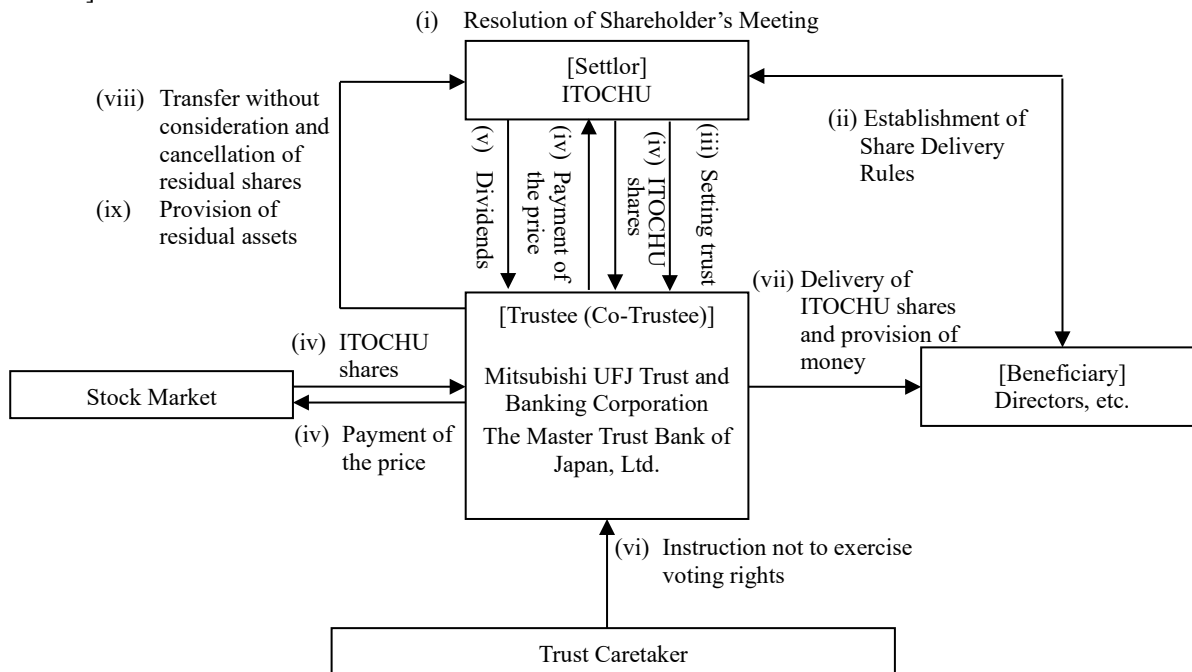 ]
(i) Resolution of Shareholder’s Meeting
[Settlor]
ITOCHU
(viii) Transfer without
consideration and
cancellation of
residual shares
(ix) Provision of
residual assets
(v) Dividends
(iv) Payment of
the price
(iv) ITOCHU
shares
(iii) Setting trust
(ii) Establishment of
Share Delivery
Rules
[Trustee (Co-Trustee)]
Mitsubishi UFJ Trust and
Banking Corporation
The Master Trust Bank of
Japan, Ltd.
(vii) Delivery of
ITOCHU shares
and provision of
money
[Beneficiary]
Directors, etc.
(iv) ITOCHU
shares
Stock Market
(iv) Payment of
the price
(vi) Instruction not to exercise
voting rights
Trust Caretaker